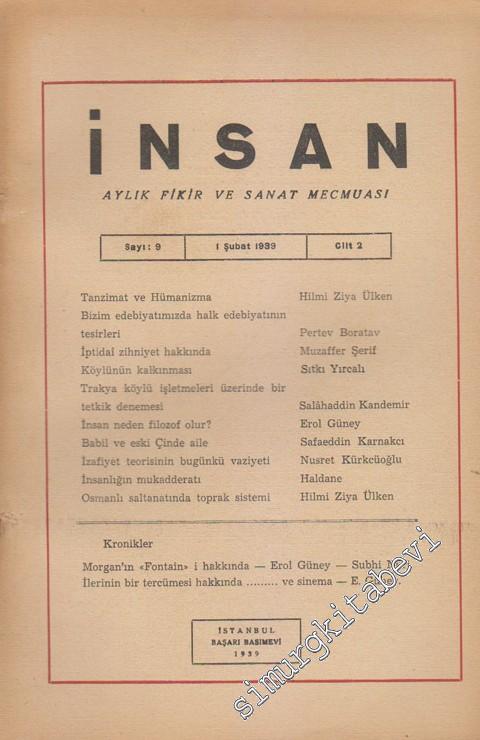 İNSAN
AYLIK FİKİR VE SANAT MECMUASI
Sayı: 9 1 Şubat 1939 Cilt 2
Tanzimat ve Hümanizma Hilmi Ziya Ülken
Bizim edebiyatımızda halk edebiyatının
tesirleri Pertev Boratav
İptidaî zihniyet hakkında Muzaffer Şerif
Köylünün kalkınması Sıtkı Yırcalı
Trakya köylü işletmeleri üzerinde bir
tetkik denemesi Salâhaddin Kandemir
İnsan neden filozof olur? Erol Güney
Babil ve eski Çinde aile Safaeddin Karnakcı
İzafiyet teorisinin bugünkü vaziyeti Nusret Kürkcüoğlu
İnsanlığın mukadderatı Haldane
Osmanlı saltanatında toprak sistemi Hilmi Ziya Ülken
Kronikler
Morgan'ın «Fontain» i hakkında — Erol Güney — Subhi
İlerinin bir tercümesi hakkında ......... ve sinema — E.
İSTANBUL
BAŞARI BASIMEVİ
1939
simurgkitabevi